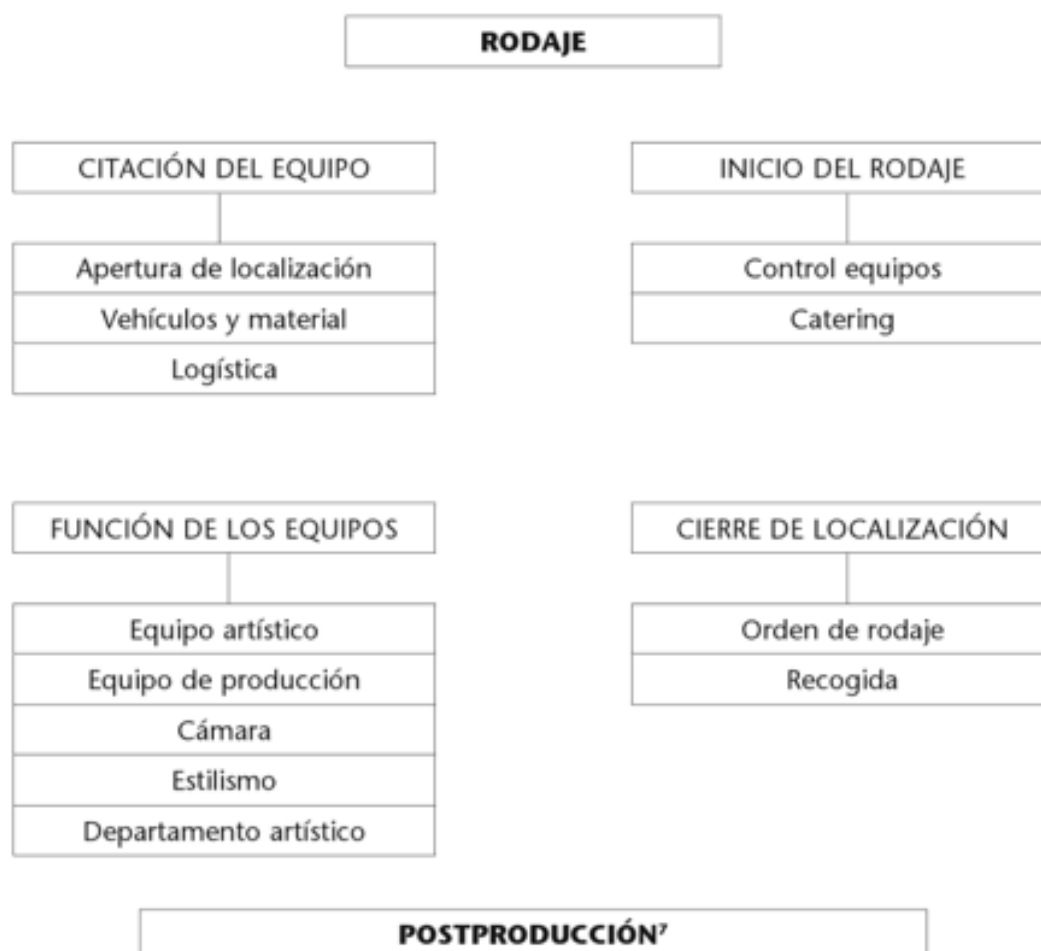 RODAJE
CITACIÓN DEL EQUIPO
Apertura de localización
Vehículos y material
Logística
INICIO DEL RODAJE
Control equipos
Catering
FUNCIÓN DE LOS EQUIPOS
Equipo artístico
Equipo de producción
Cámara
Estilismo
Departamento artístico
CIERRE DE LOCALIZACIÓN
Orden de rodaje
Recogida
POSTPRODUCCIÓN⁷